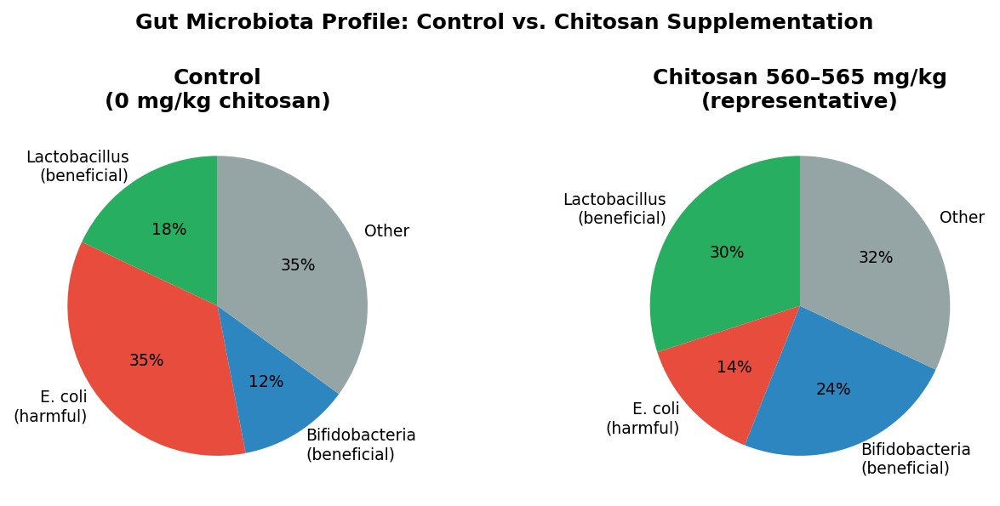 Gut Microbiota Profile: Control vs. Chitosan Supplementation
Control
(0 mg/kg chitosan)
Lactobacillus
(beneficial)
18%
Other
35%
35%
12%
E. coli
(harmful)
Bifidobacteria
(beneficial)
Chitosan 560–565 mg/kg
(representative)
Lactobacillus
(beneficial)
30%
Other
32%
14%
24%
E. coli
(harmful)
Bifidobacteria
(beneficial)